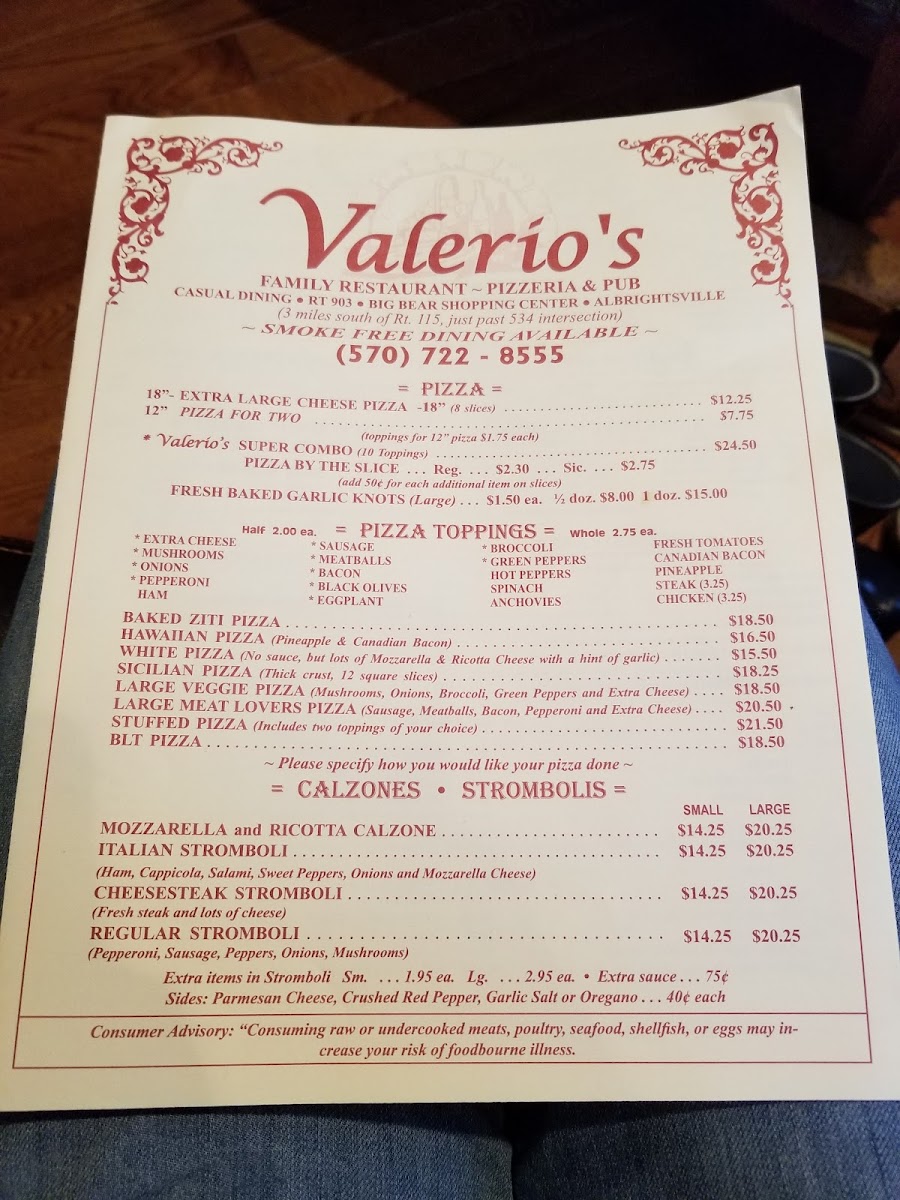 Valerio's
FAMILY RESTAURANT ~ PIZZERIA & PUB
CASUAL DINING • RT 903 • BIG BEAR SHOPPING CENTER • ALBRIGHTSVILLE
(3 miles south of Rt. 115, just past 534 intersection)
~ SMOKE FREE DINING AVAILABLE ~
(570) 722 - 8555
= PIZZA =
18”- EXTRA LARGE CHEESE PIZZA -18” (8 slices) ........................ $12.25
12” PIZZA FOR TWO ........................ $7.75
(toppings for 12” pizza $1.75 each)
* Valerio's SUPER COMBO (10 Toppings) ........................ $24.50
PIZZA BY THE SLICE ... Reg. ... $2.30 ... Sic. ... $2.75
(add 50¢ for each additional item on slices)
FRESH BAKED GARLIC KNOTS (Large) ... $1.50 ea. ½ doz. $8.00 1 doz. $15.00
Half 2.00 ea. = PIZZA TOPPINGS = Whole 2.75 ea.
* EXTRA CHEESE * SAUSAGE * BROCCOLI FRESH TOMATOES
* MUSHROOMS * MEATBALLS * GREEN PEPPERS CANADIAN BACON
* ONIONS * BACON HOT PEPPERS PINEAPPLE
* PEPPERONI * BLACK OLIVES SPINACH STEAK (3.25)
HAM * EGGPLANT ANCHOVIES CHICKEN (3.25)
BAKED ZITI PIZZA ........................ $18.50
HAWAIIAN PIZZA (Pineapple & Canadian Bacon) ........................ $16.50
WHITE PIZZA (No sauce, but lots of Mozzarella & Ricotta Cheese with a hint of garlic) ....... $15.50
SICILIAN PIZZA (Thick crust, 12 square slices) ........................ $18.25
LARGE VEGGIE PIZZA (Mushrooms, Onions, Broccoli, Green Peppers and Extra Cheese) .... $18.50
LARGE MEAT LOVERS PIZZA (Sausage, Meatballs, Bacon, Pepperoni and Extra Cheese) .... $20.50
STUFFED PIZZA (Includes two toppings of your choice) ........................ $21.50
BLT PIZZA ........................ $18.50
~ Please specify how you would like your pizza done ~
= CALZONES • STROMBOLIS =
SMALL LARGE
MOZZARELLA and RICOTTA CALZONE ........................ $14.25 $20.25
ITALIAN STROMBOLI ........................ $14.25 $20.25
(Ham, Cappicola, Salami, Sweet Peppers, Onions and Mozzarella Cheese)
CHEESESTEAK STROMBOLI ........................ $14.25 $20.25
(Fresh steak and lots of cheese)
REGULAR STROMBOLI ........................ $14.25 $20.25
(Pepperoni, Sausage, Peppers, Onions, Mushrooms)
Extra items in Stromboli Sm. ... 1.95 ea. Lg. ... 2.95 ea. • Extra sauce ... 75¢
Sides: Parmesan Cheese, Crushed Red Pepper, Garlic Salt or Oregano ... 40¢ each
Consumer Advisory: “Consuming raw or undercooked meats, poultry, seafood, shellfish, or eggs may in-
crease your risk of foodbourne illness.